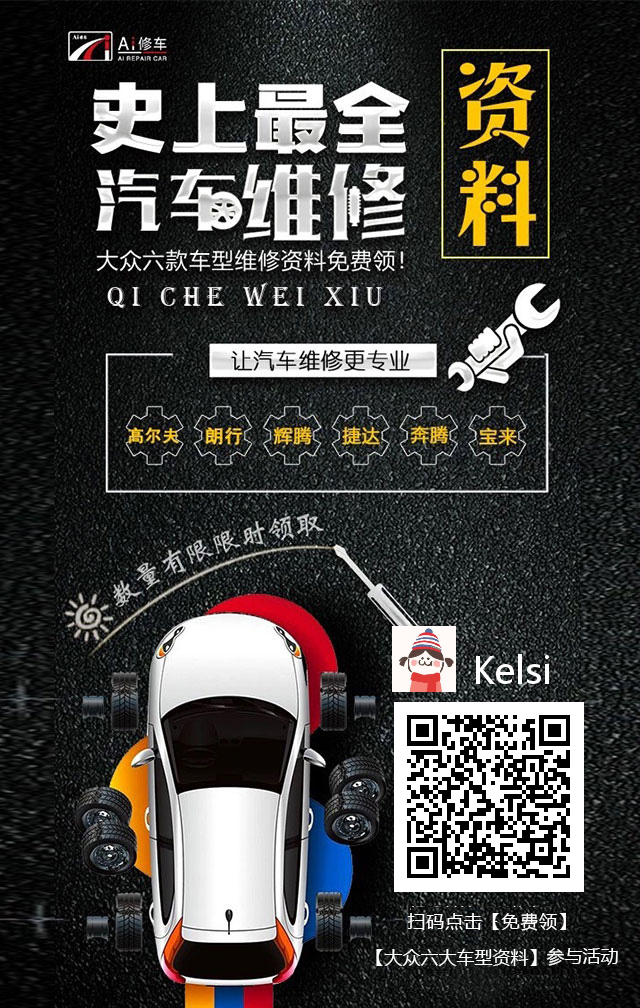 Aies
Ai修车
AI REPAIR CAR
史上最全
汽车维修
资料
大众六款车型维修资料免费领！
QI CHE WEI XIU
让汽车维修更专业
高尔夫 朗行 辉腾 捷达 奔腾 宝来
数量有限限时领取
Kelsi
扫码点击【免费领】
【大众六大车型资料】参与活动